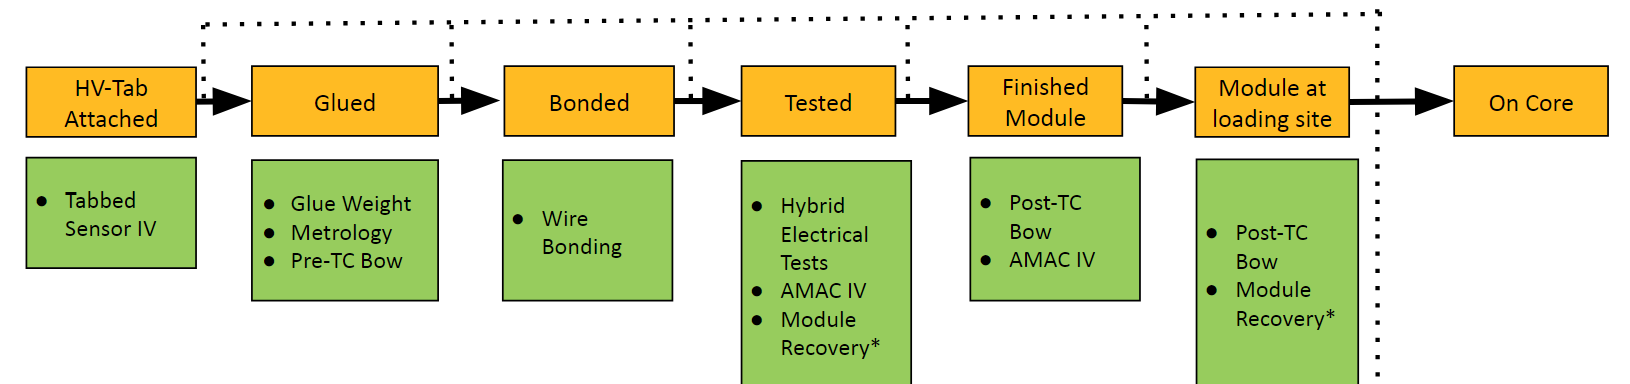 HV-Tab
Attached
Glued
Bonded
Tested
Finished
Module
Module at
loading site
On Core
● Tabbed
Sensor IV
● Glue Weight
● Metrology
● Pre-TC Bow
● Wire
Bonding
● Hybrid
Electrical
Tests
● AMAC IV
● Module
Recovery*
● Post-TC
Bow
● AMAC IV
● Post-TC
Bow
● Module
Recovery*